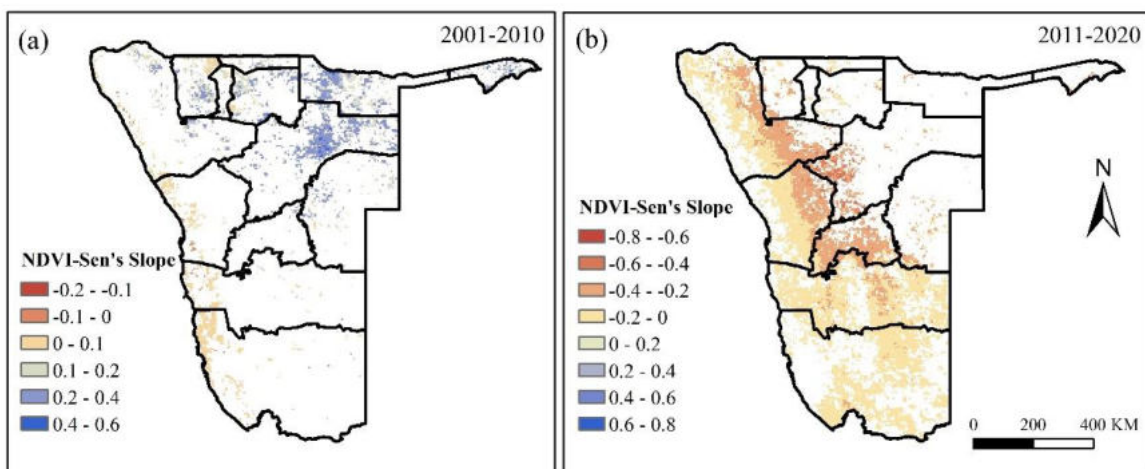 (a)
2001-2010
NDVI-Sen's Slope
-0.2 - -0.1
-0.1 - 0
0 - 0.1
0.1 - 0.2
0.2 - 0.4
0.4 - 0.6
(b)
2011-2020
N
NDVI-Sen's Slope
-0.8 - -0.6
-0.6 - -0.4
-0.4 - -0.2
-0.2 - 0
0 - 0.2
0.2 - 0.4
0.4 - 0.6
0.6 - 0.8
0 200 400 KM